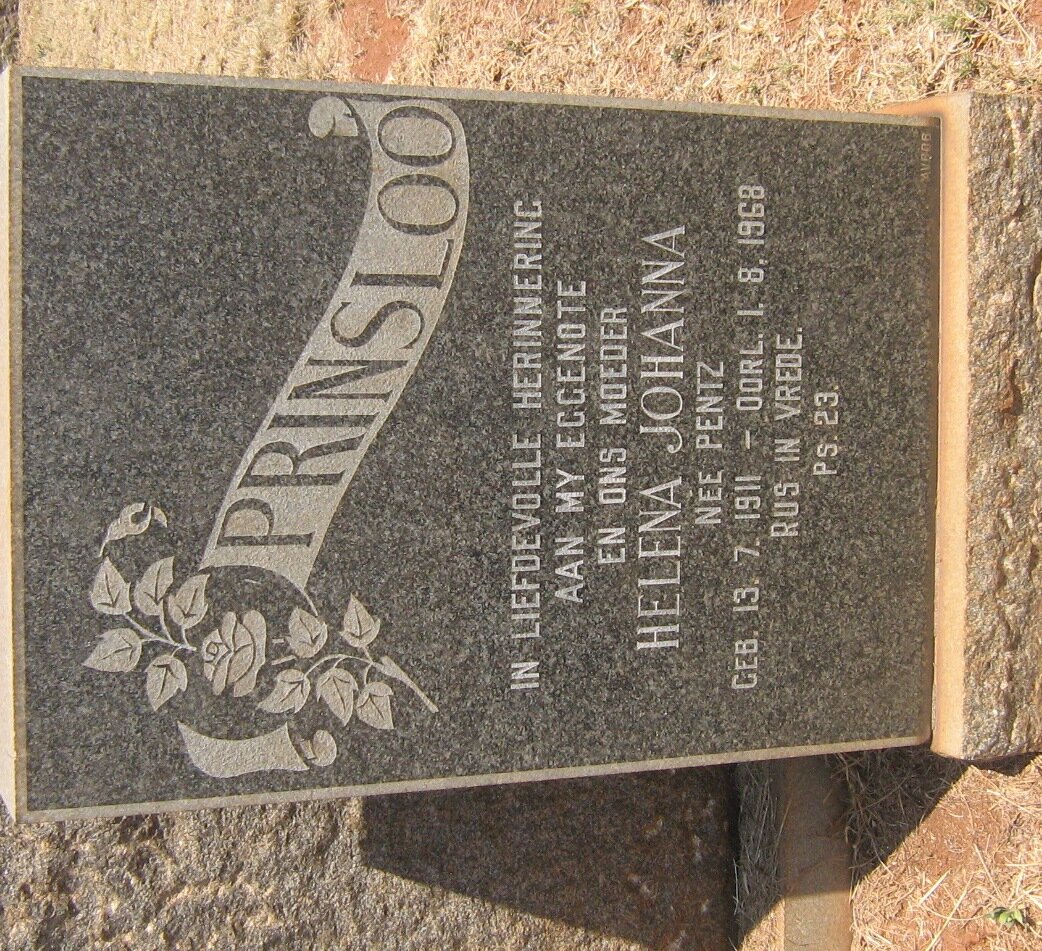 PRINSLOO
IN LIEFDEVOLLE HERINNERING
AAN MY EGGENOTE
EN ONS MOEDER
HELENA JOHANNA
NEE PENTZ
GEB. 13. 7. 1911 – OORL. 1. 8. 1968
RUS IN VREDE.
PS. 23.